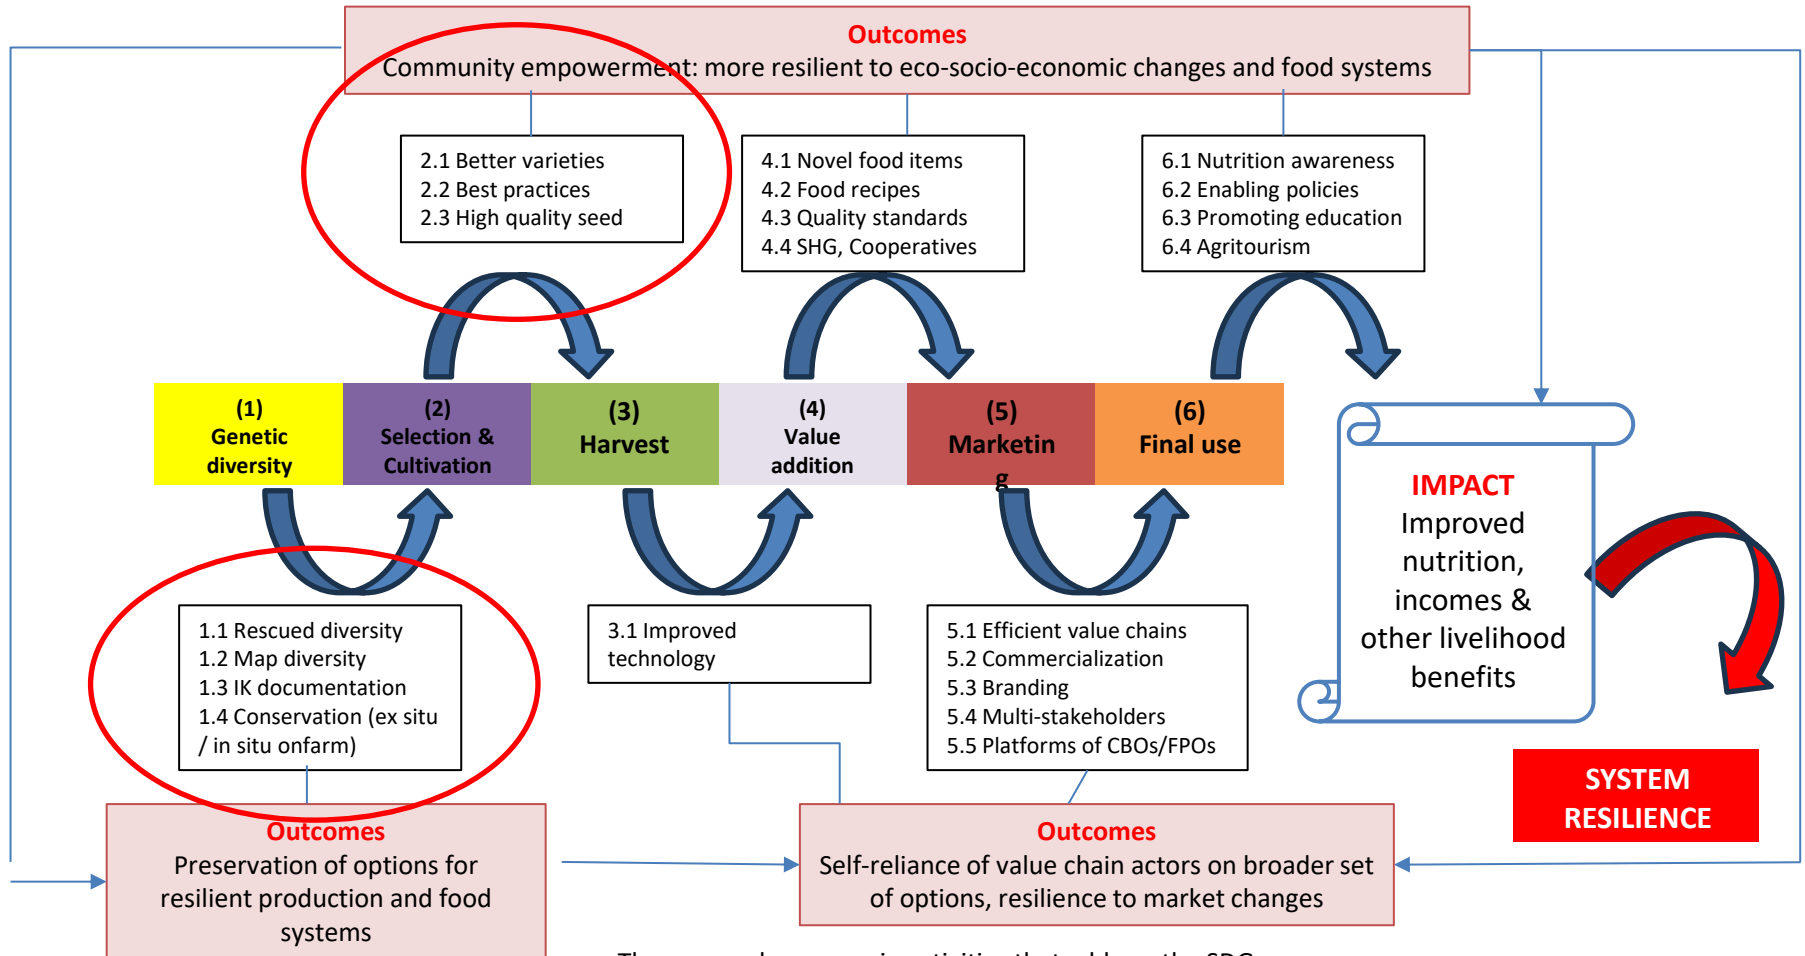 Outcomes
Community empowerment: more resilient to eco-socio-economic changes and food systems
2.1 Better varieties
2.2 Best practices
2.3 High quality seed
4.1 Novel food items
4.2 Food recipes
4.3 Quality standards
4.4 SHG, Cooperatives
6.1 Nutrition awareness
6.2 Enabling policies
6.3 Promoting education
6.4 Agritourism
(1)
Genetic
diversity
(2)
Selection &
Cultivation
(3)
Harvest
(4)
Value
addition
(5)
Marketin
g
(6)
Final use
IMPACT
Improved
nutrition,
incomes &
other livelihood
benefits
1.1 Rescued diversity
1.2 Map diversity
1.3 IK documentation
1.4 Conservation (ex situ
/ in situ onfarm)
3.1 Improved
technology
5.1 Efficient value chains
5.2 Commercialization
5.3 Branding
5.4 Multi-stakeholders
5.5 Platforms of CBOs/FPOs
SYSTEM
RESILIENCE
Outcomes
Preservation of options for
resilient production and food
systems
Outcomes
Self-reliance of value chain actors on broader set
of options, resilience to market changes